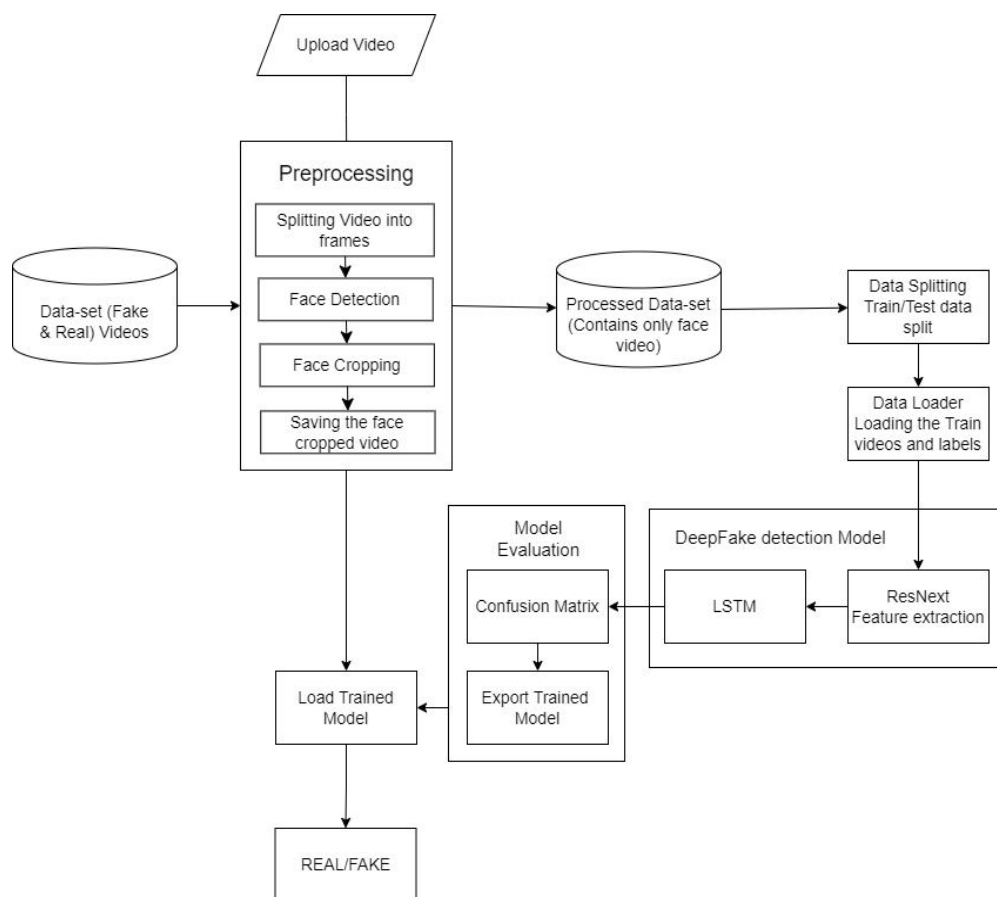 Upload Video
Preprocessing
Splitting Video into
frames
Face Detection
Face Cropping
Saving the face
cropped video
Data-set (Fake
& Real) Videos
Processed Data-set
(Contains only face
video)
Data Splitting
Train/Test data
split
Data Loader
Loading the Train
videos and labels
DeepFake detection Model
ResNext
Feature extraction
LSTM
Model
Evaluation
Confusion Matrix
Export Trained
Model
Load Trained
Model
REAL/FAKE